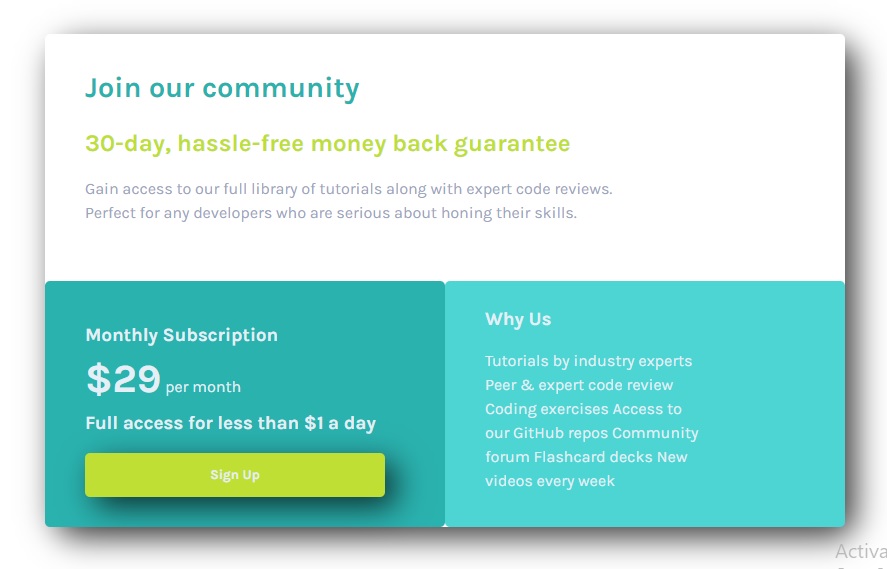 Join our community
30-day, hassle-free money back guarantee
Gain access to our full library of tutorials along with expert code reviews.
Perfect for any developers who are serious about honing their skills.
Monthly Subscription
$29 per month
Full access for less than $1 a day
Sign Up
Why Us
Tutorials by industry experts
Peer & expert code review
Coding exercises Access to
our GitHub repos Community
forum Flashcard decks New
videos every week
Activa